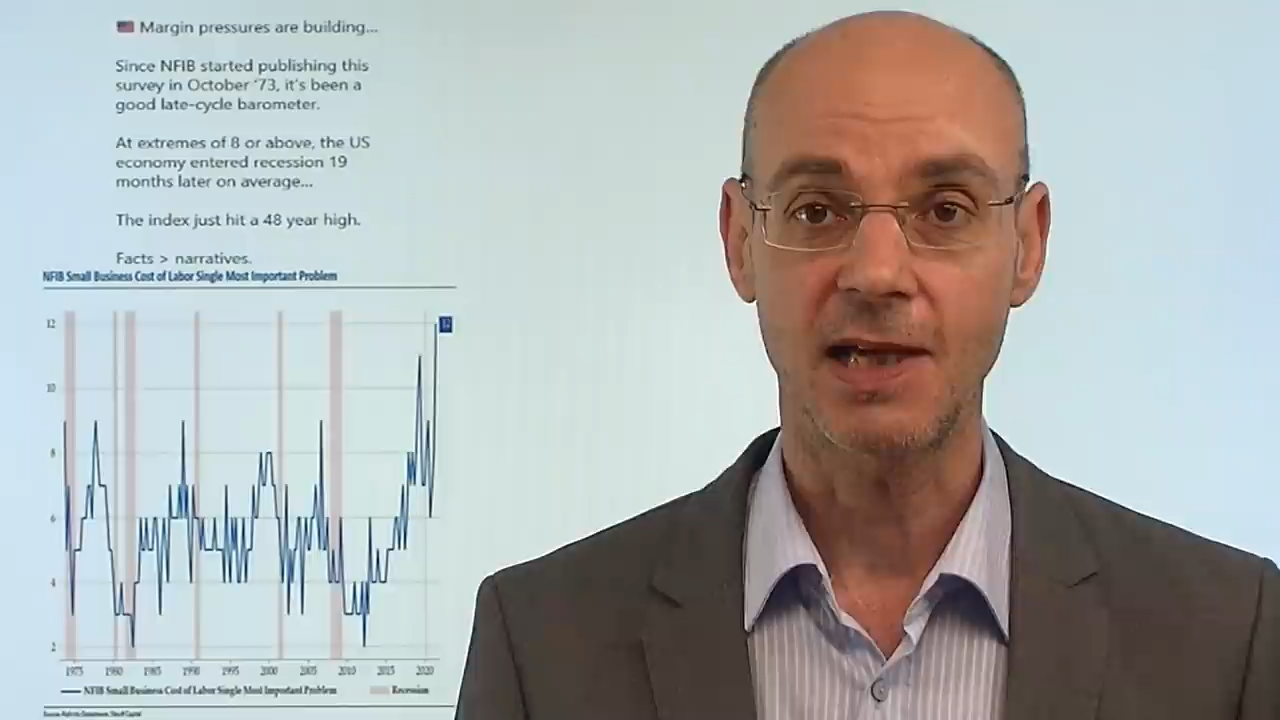 Margin pressures are building...
Since NFIB started publishing this
survey in October '73, it's been a
good late-cycle barometer.
At extremes of 8 or above, the US
economy entered recession 19
months later on average...
The index just hit a 48 year high.
Facts > narratives.
NFIB Small Business Cost of Labor Single Most Important Problem
12
12
10
8
6
4
2
1975 1980 1985 1990 1995 2000 2005 2010 2015 2020
NFIB Small Business Cost of Labor Single Most Important Problem Recession